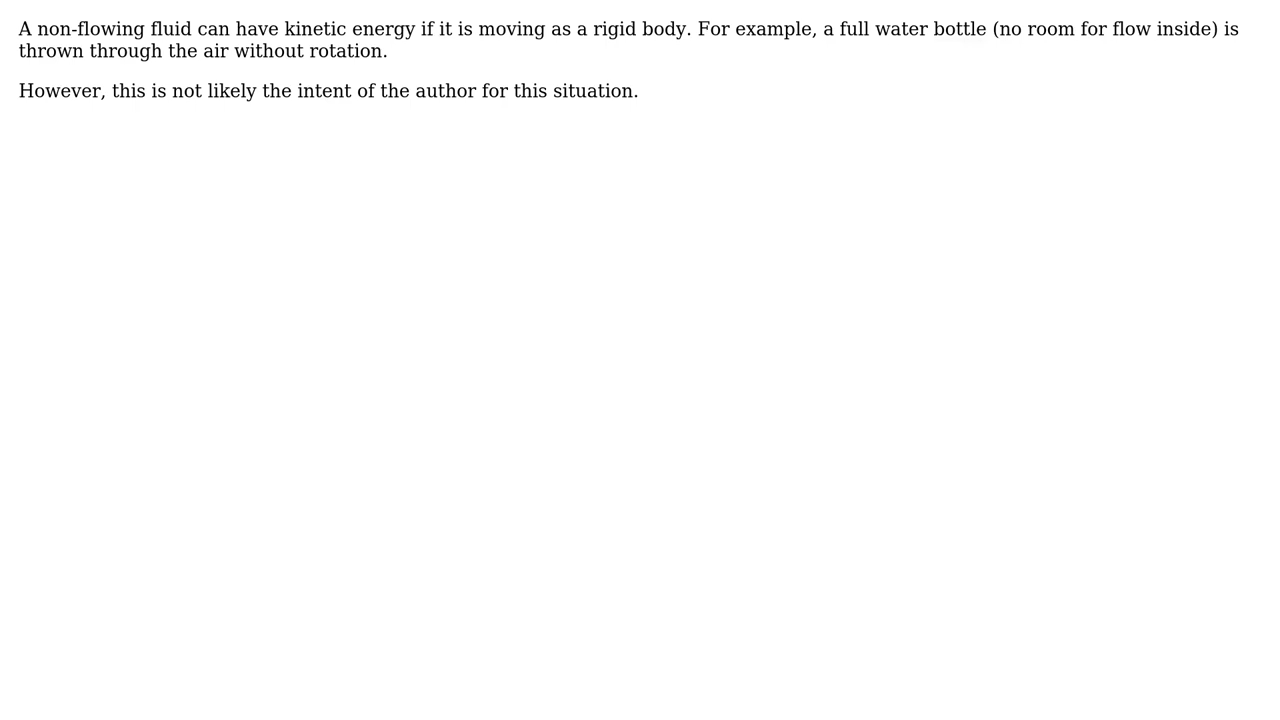 A non-flowing fluid can have kinetic energy if it is moving as a rigid body. For example, a full water bottle (no room for flow inside) is
thrown through the air without rotation.
However, this is not likely the intent of the author for this situation.